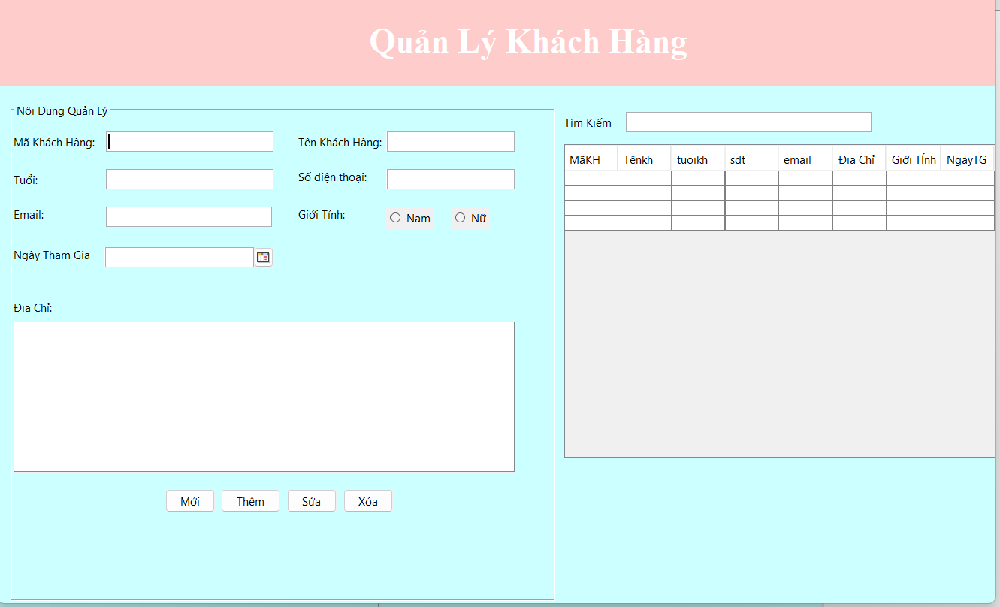 Quản Lý Khách Hàng
Nội Dung Quản Lý
Mã Khách Hàng:
Tên Khách Hàng:
Tuổi:
Số điện thoại:
Email:
Giới Tính:
Nam
Nữ
Ngày Tham Gia
Địa Chỉ:
Mới
Thêm
Sửa
Xóa
Tìm Kiếm
MãKH Tênkh tuoikh sdt email Địa Chỉ Giới TÍnh NgàyTG